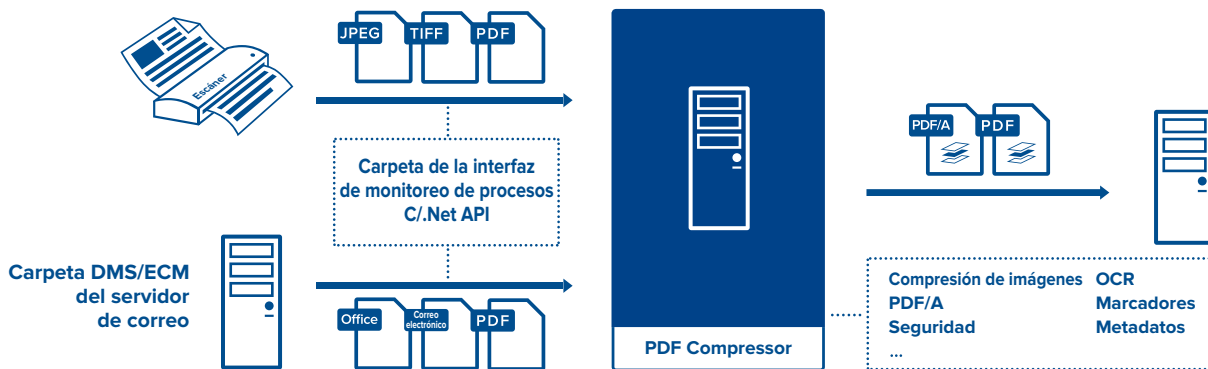 Escáner
JPEG
TIFF
PDF
Carpeta de la interfaz
de monitoreo de procesos
C/.Net API
Carpeta DMS/ECM
del servidor
de correo
Office
Correo
electrónico
PDF
PDF Compressor
PDF/A
PDF
Compresión de imágenes
OCR
PDF/A
Marcadores
Seguridad
Metadatos
...